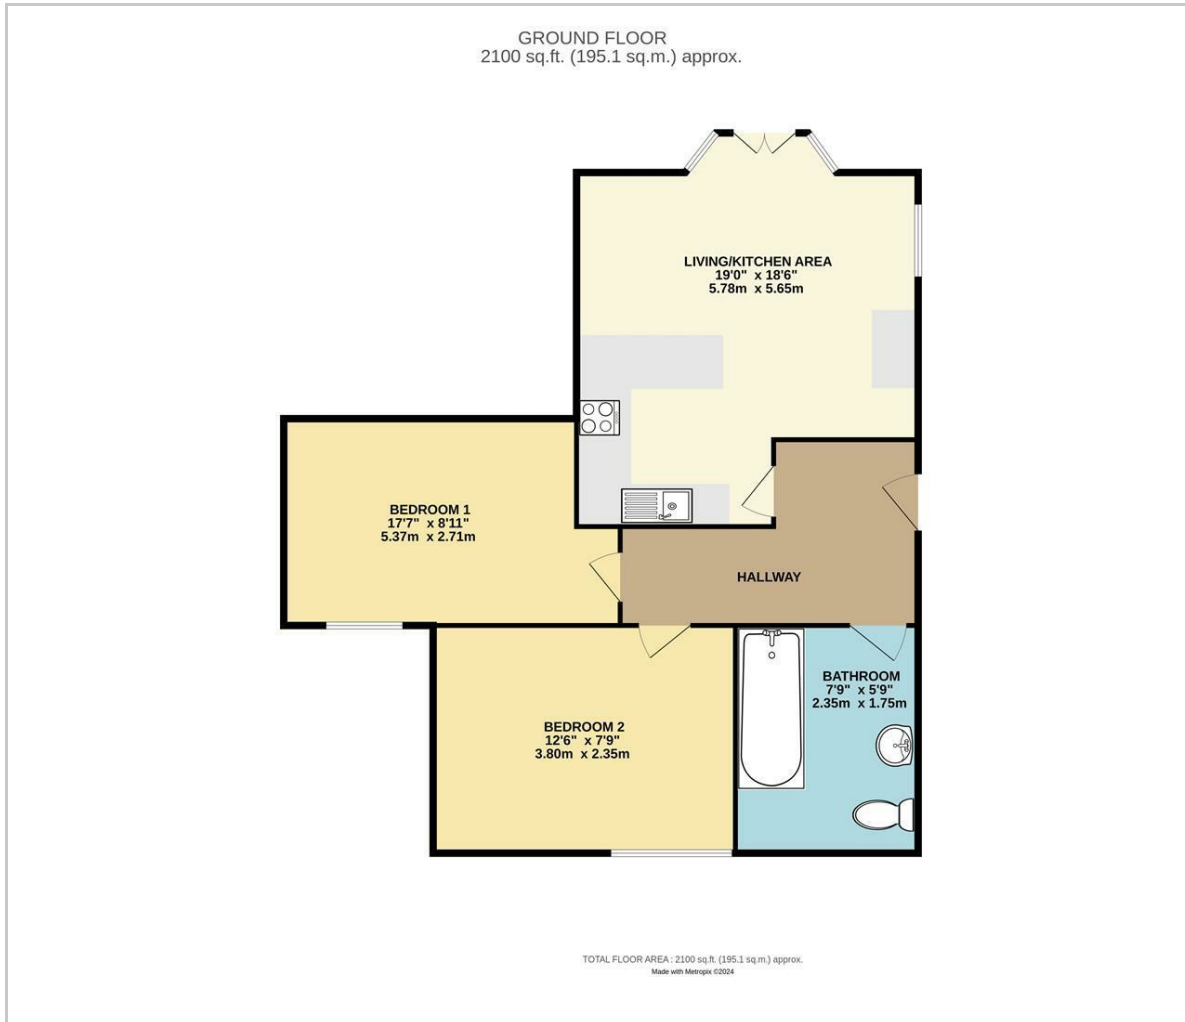 GROUND FLOOR
2100 sq.ft. (195.1 sq.m.) approx.
LIVING/KITCHEN AREA
19'0" x 18'6"
5.78m x 5.65m
BEDROOM 1
17'7" x 8'11"
5.37m x 2.71m
HALLWAY
BATHROOM
7'9" x 5'9"
2.35m x 1.75m
BEDROOM 2
12'6" x 7'9"
3.80m x 2.35m
TOTAL FLOOR AREA : 2100 sq.ft. (195.1 sq.m.) approx.
Made with Metropix ©2024